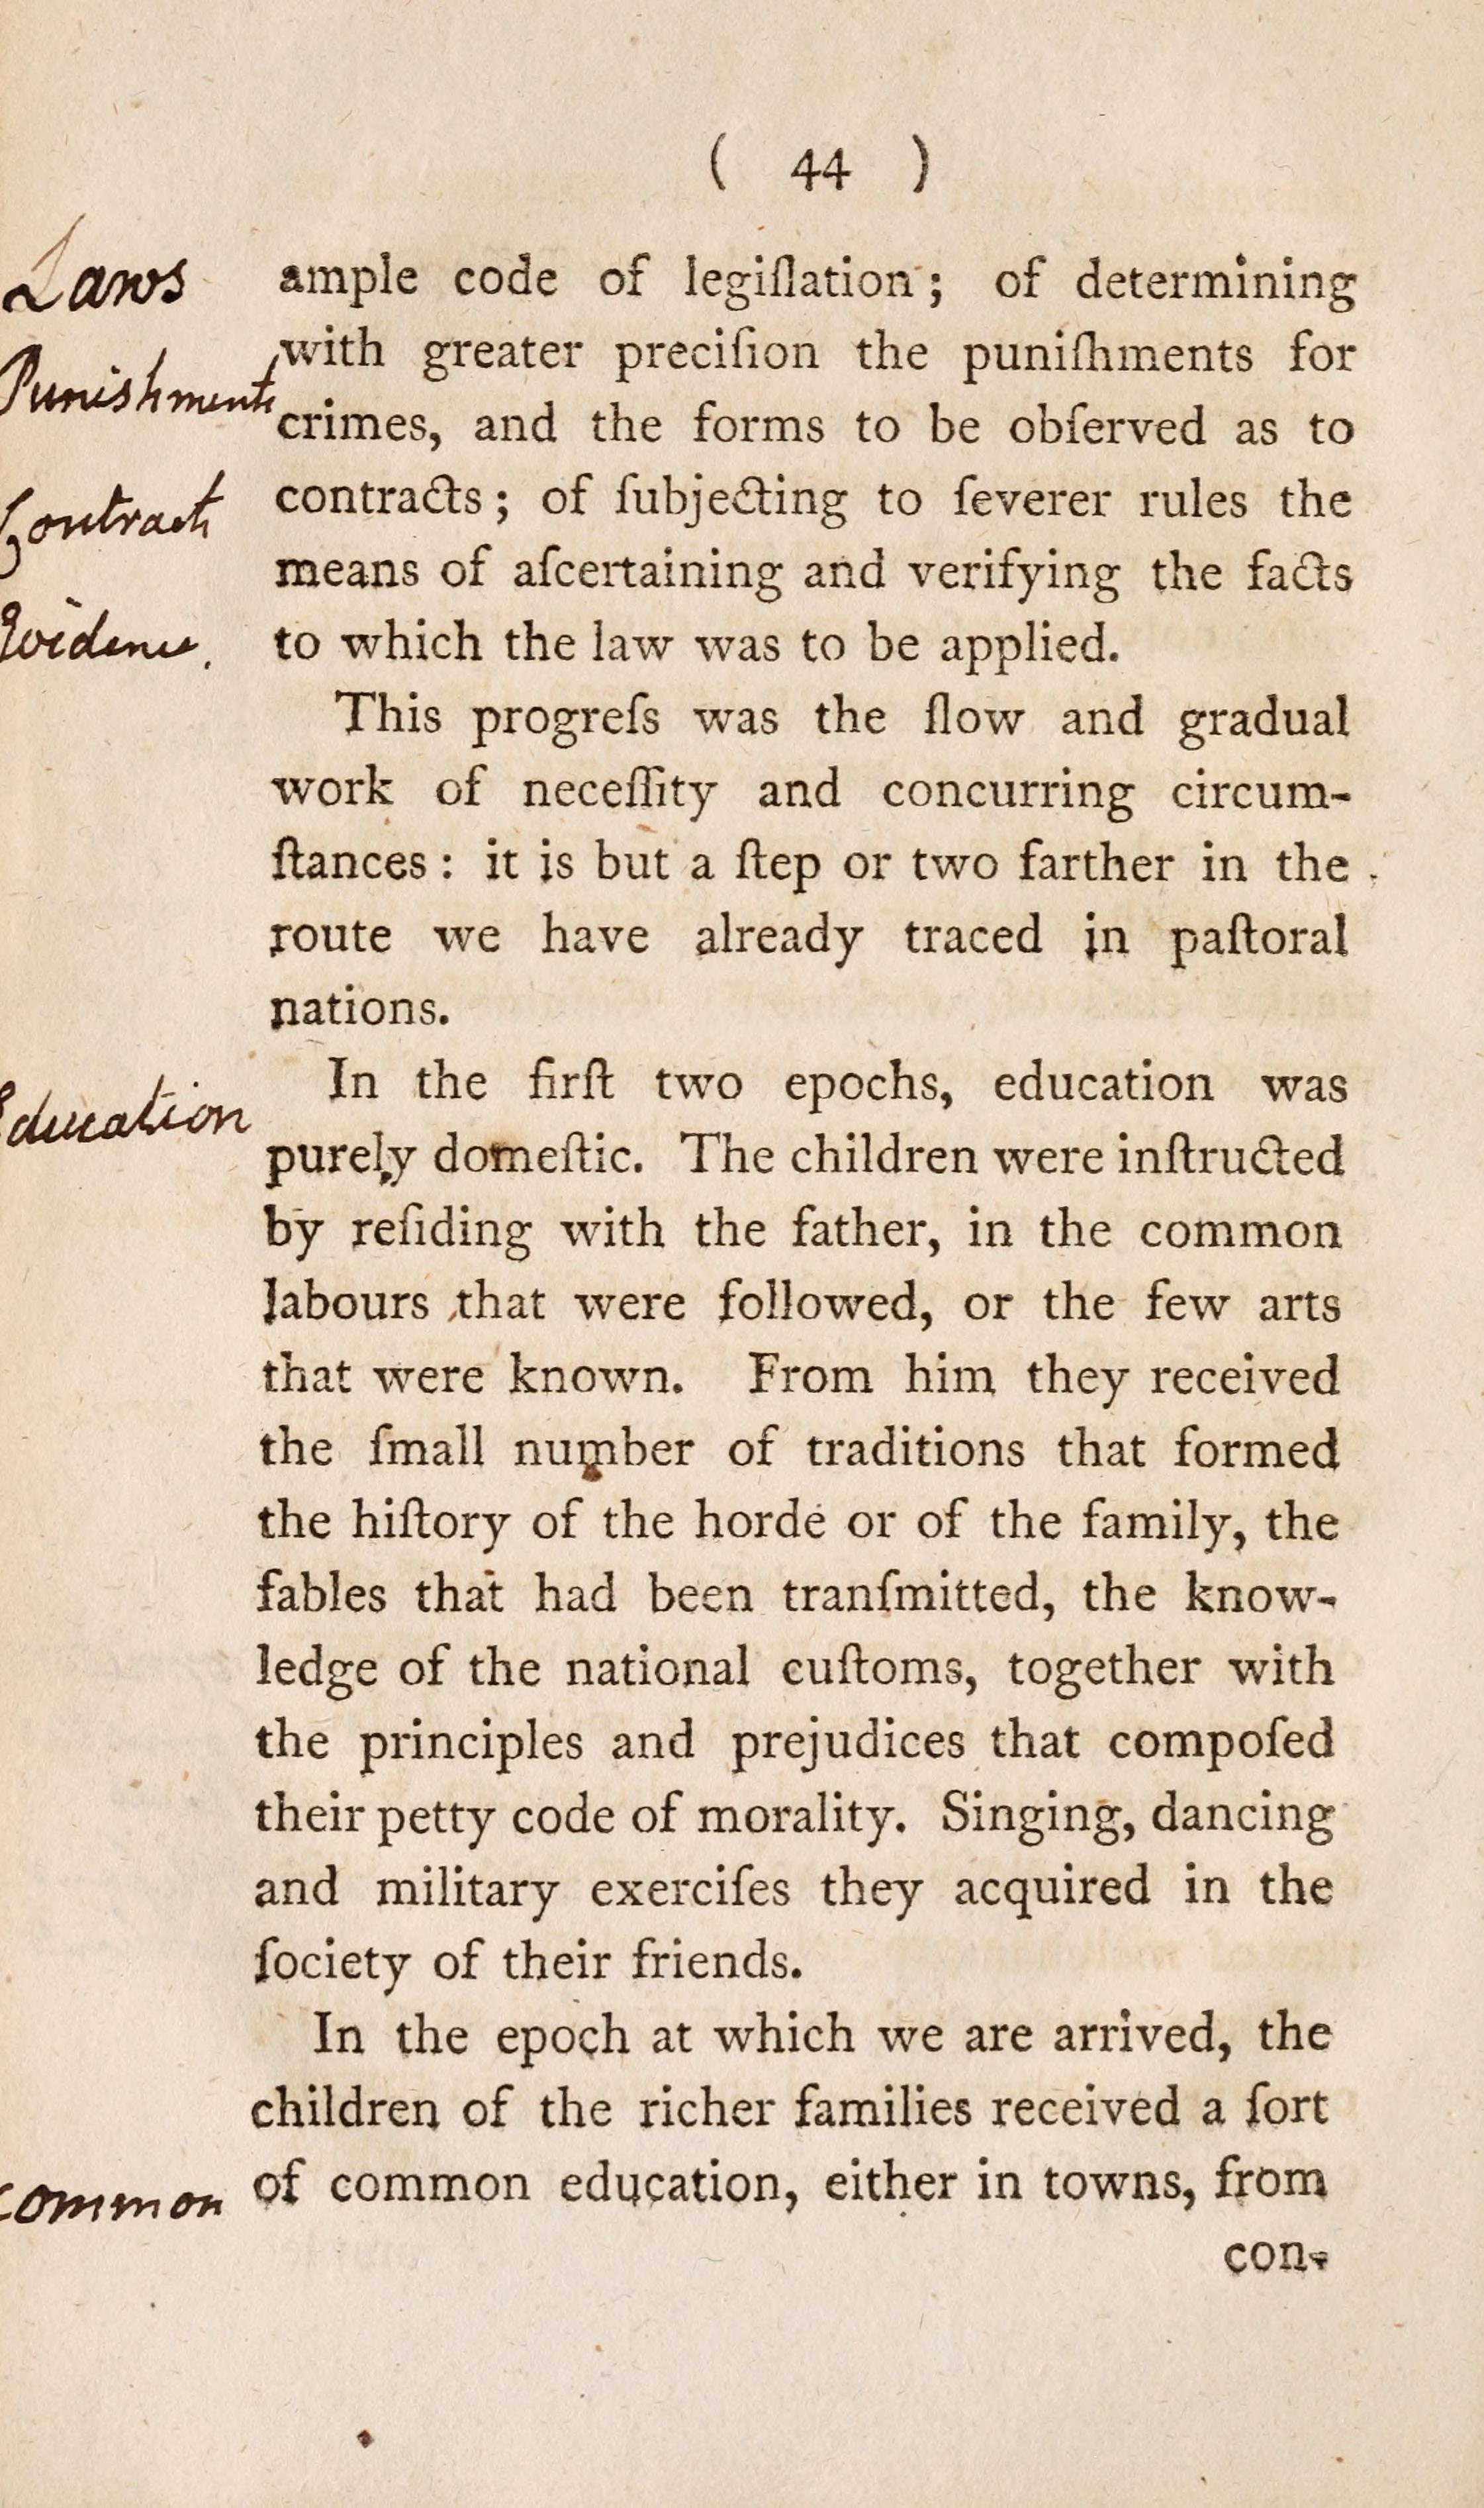 ( 44 )
Laws
ample code of legiſlation; of determining
with greater preciſion the puniſhments for
Punishments
crimes, and the forms to be obſerved as to
Contracts
contracts; of ſubjecting to ſeverer rules the
means of aſcertaining and verifying the facts
Evidence.
to which the law was to be applied.
This progreſs was the ſlow and gradual
work of neceſſity and concurring circum-
ſtances: it is but a ſtep or two farther in the
route we have already traced in paſtoral
nations.
In the firſt two epochs, education was
Education
purely domeſtic. The children were inſtructed
by reſiding with the father, in the common
labours that were followed, or the few arts
that were known. From him they received
the ſmall number of traditions that formed
the hiſtory of the horde or of the family, the
fables that had been tranſmitted, the know-
ledge of the national cuſtoms, together with
the principles and prejudices that compoſed
their petty code of morality. Singing, dancing
and military exerciſes they acquired in the
ſociety of their friends.
In the epoch at which we are arrived, the
children of the richer families received a ſort
common
of common education, either in towns, from
con-